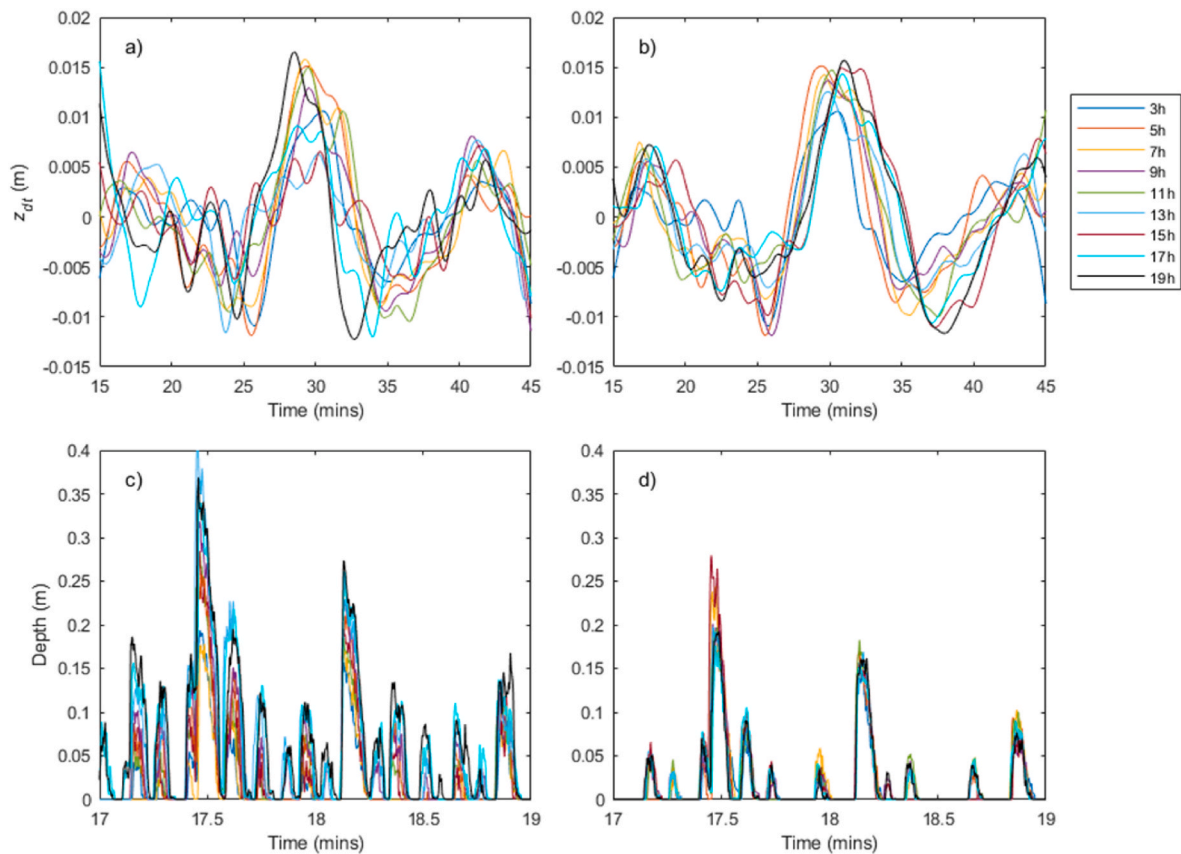 a)
0.02
0.015
0.01
0.005
0
-0.005
-0.01
-0.015
z_dt (m)
15 20 25 30 35 40 45
Time (mins)
b)
0.02
0.015
0.01
0.005
0
-0.005
-0.01
-0.015
15 20 25 30 35 40 45
Time (mins)
3h
5h
7h
9h
11h
13h
15h
17h
19h
c)
0.4
0.35
0.3
0.25
0.2
0.15
0.1
0.05
0
Depth (m)
17 17.5 18 18.5 19
Time (mins)
d)
0.4
0.35
0.3
0.25
0.2
0.15
0.1
0.05
0
17 17.5 18 18.5 19
Time (mins)